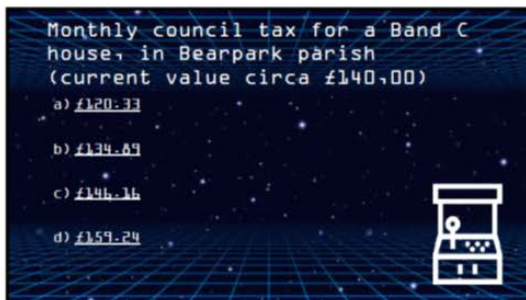 Monthly council tax for a Band C
house, in Bearpark parish
(current value circa £140,00)
a) £120.33
b) £134.89
c) £146.16
d) £159.24